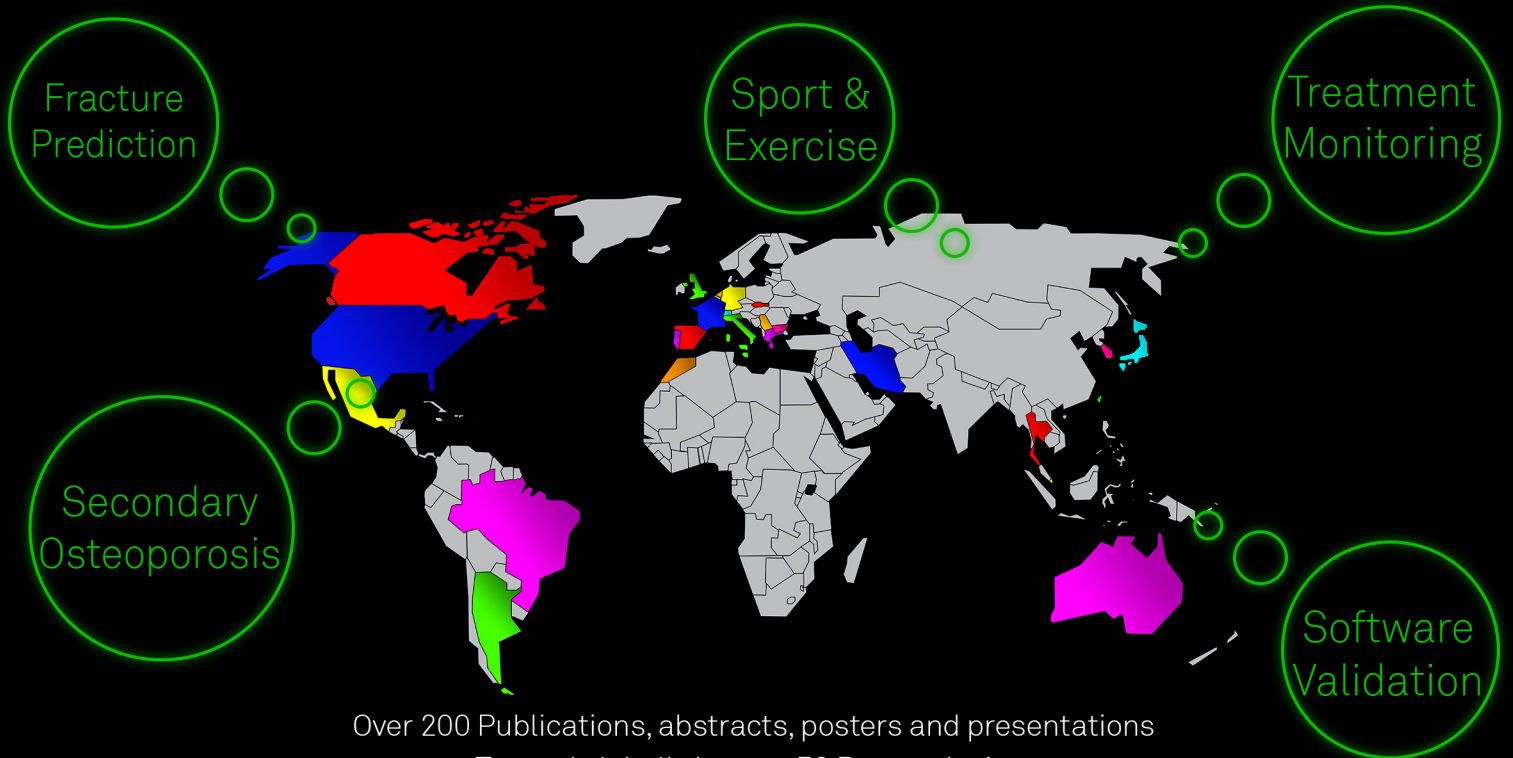 Fracture
Prediction
Sport &
Exercise
Treatment
Monitoring
Secondary
Osteoporosis
Software
Validation
Over 200 Publications, abstracts, posters and presentations